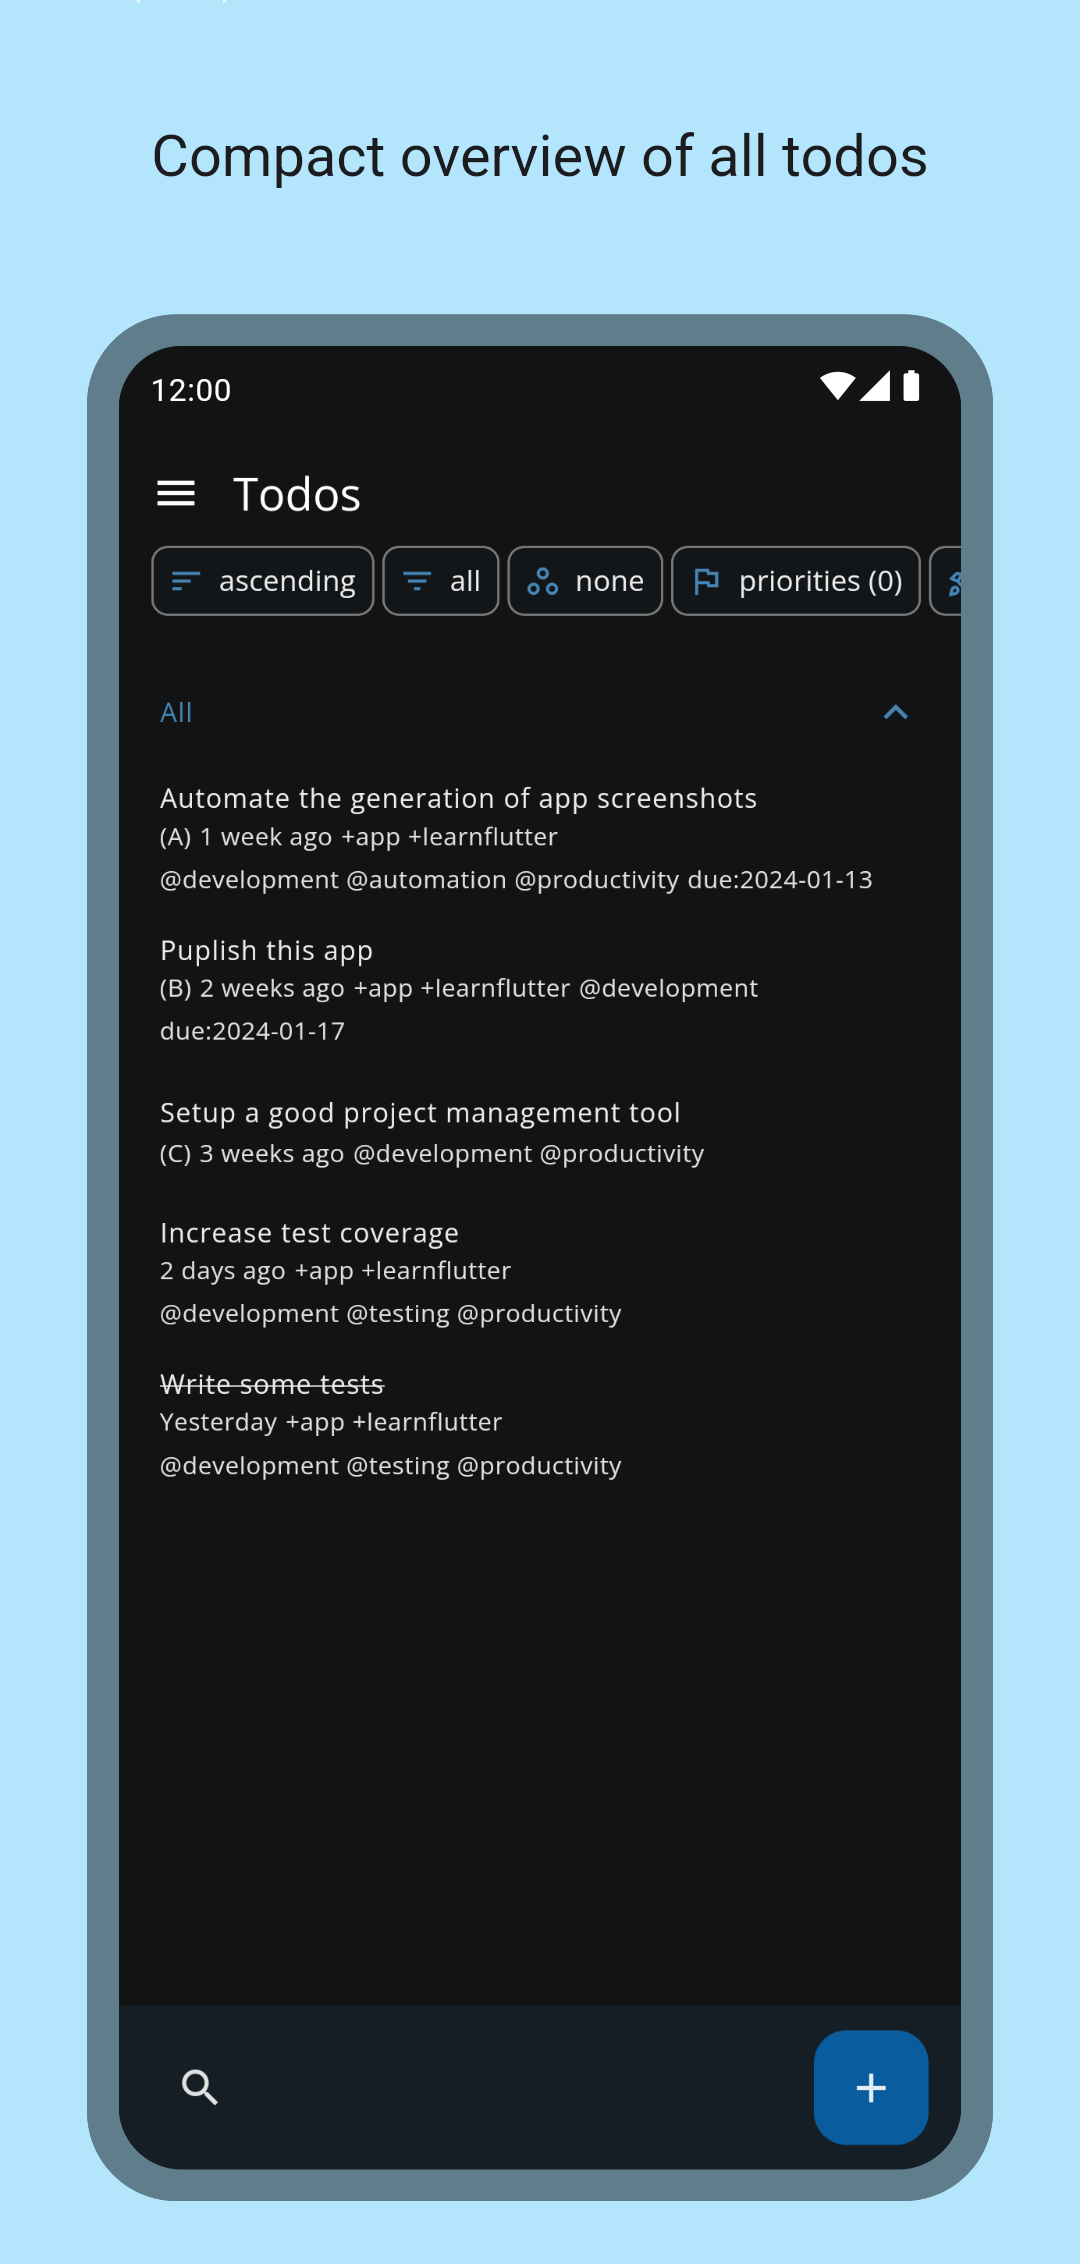 Compact overview of all todos
12:00
Todos
ascending
all
none
priorities (0)
All
Automate the generation of app screenshots
(A) 1 week ago +app +learnflutter
@development @automation @productivity due:2024-01-13
Puplish this app
(B) 2 weeks ago +app +learnflutter @development
due:2024-01-17
Setup a good project management tool
(C) 3 weeks ago @development @productivity
Increase test coverage
2 days ago +app +learnflutter
@development @testing @productivity
Write some tests
Yesterday +app +learnflutter
@development @testing @productivity